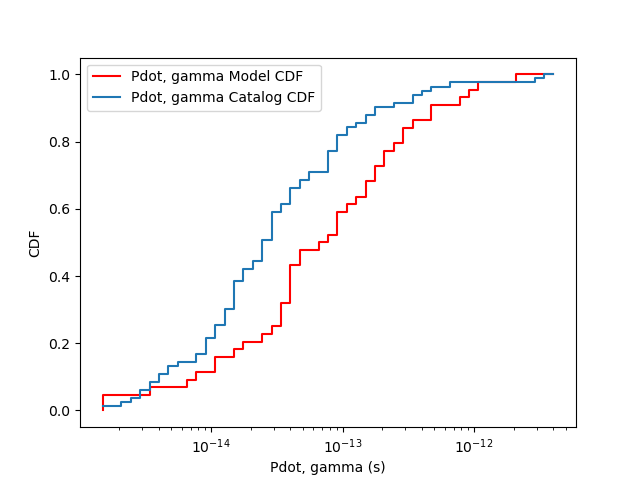 Pdot, gamma Model CDF
Pdot, gamma Catalog CDF
CDF
1.0
0.8
0.6
0.4
0.2
0.0
10⁻¹⁴
10⁻¹³
10⁻¹²
Pdot, gamma (s)